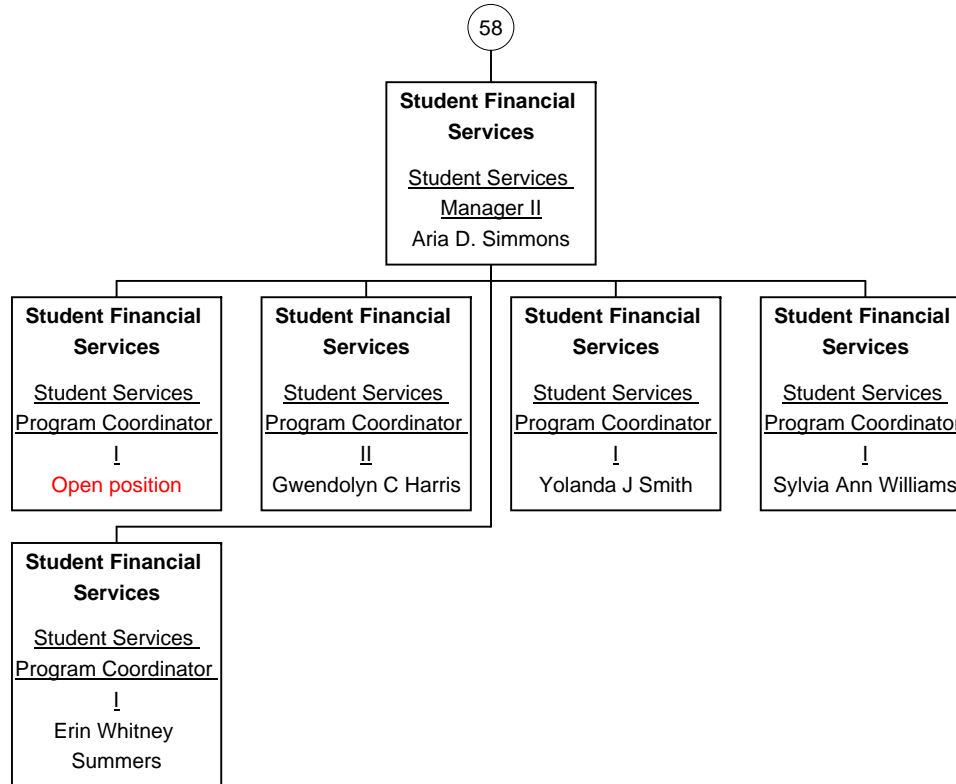 58
Student Financial
Services
Student Services
Manager II
Aria D. Simmons
Student Financial
Services
Student Services
Program Coordinator
I
Open position
Student Financial
Services
Student Services
Program Coordinator
II
Gwendolyn C Harris
Student Financial
Services
Student Services
Program Coordinator
I
Yolanda J Smith
Student Financial
Services
Student Services
Program Coordinator
I
Sylvia Ann Williams
Student Financial
Services
Student Services
Program Coordinator
I
Erin Whitney
Summers